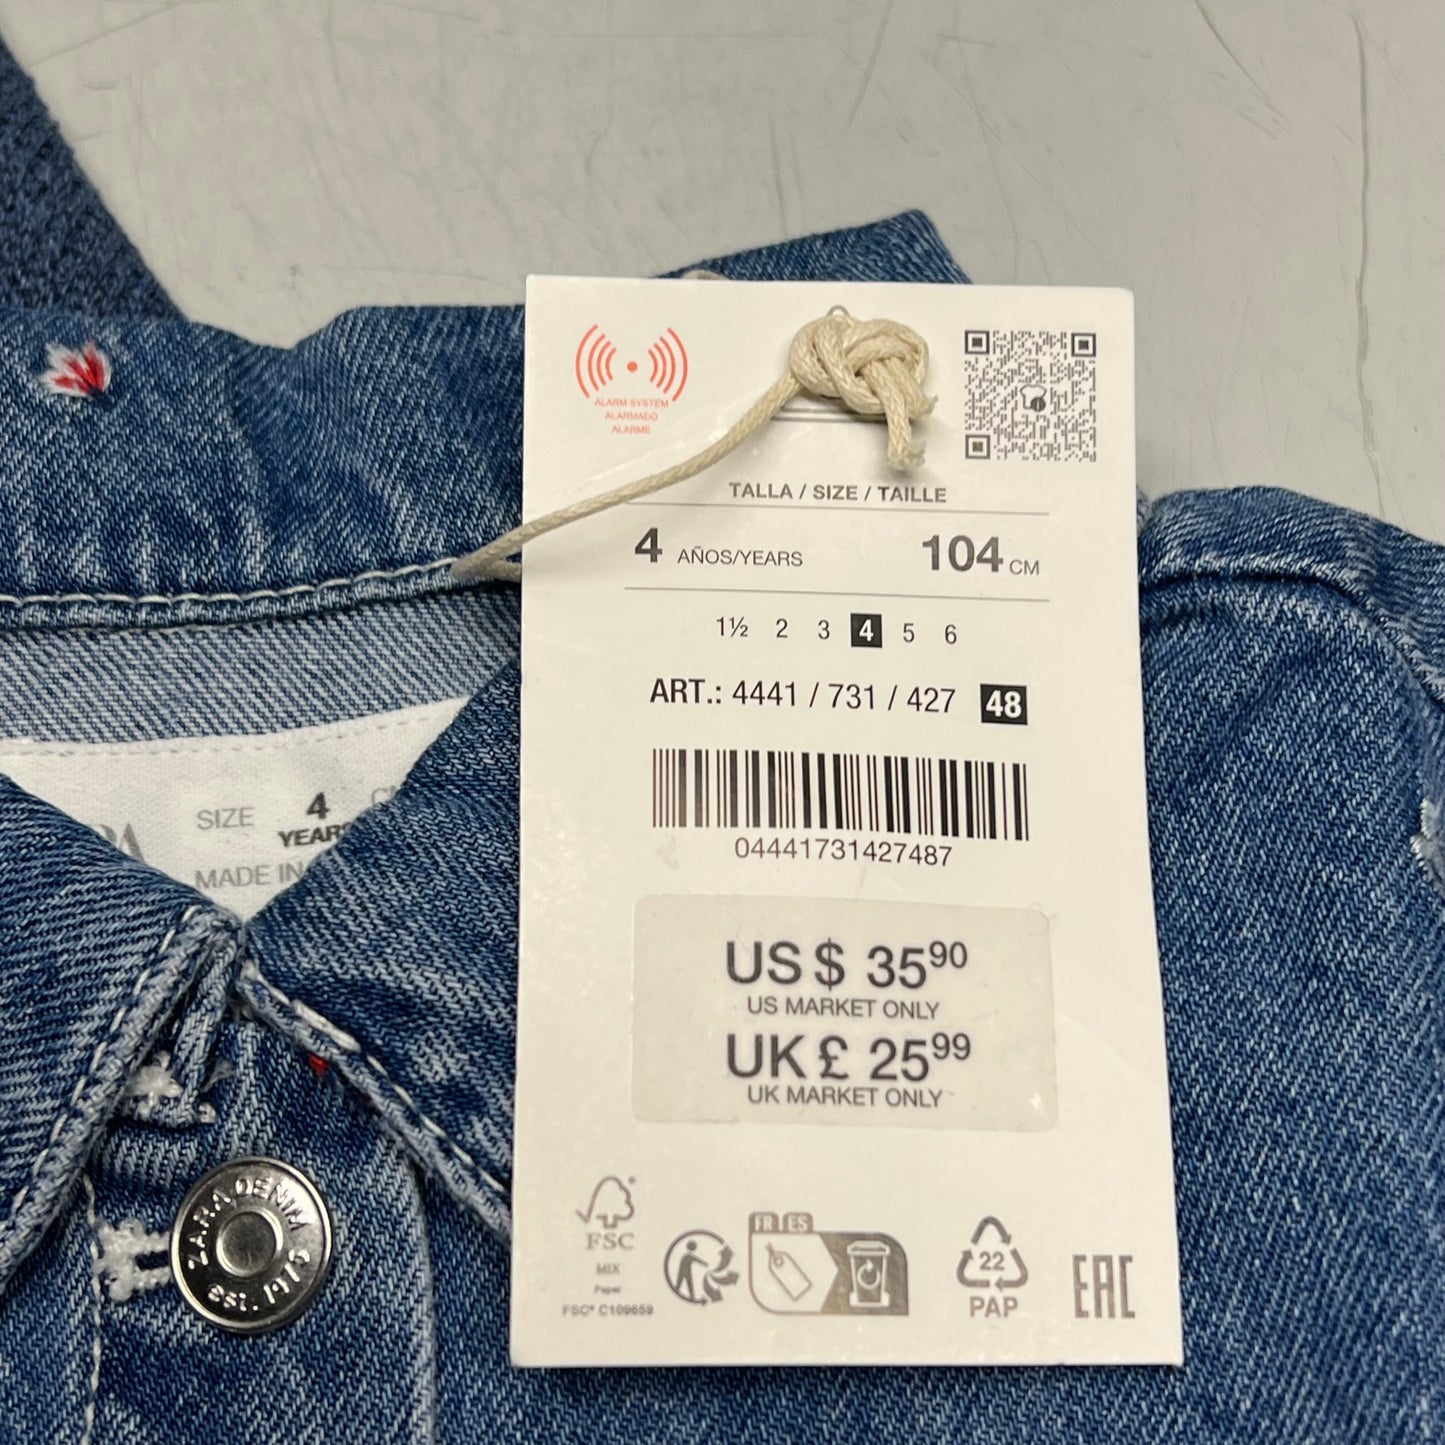 ALARM SYSTEM
ALARMADO
ALARME
TALLA / SIZE / TAILLE
4 AÑOS/YEARS 104 CM
1½ 2 3 4 5 6
ART.: 4441 / 731 / 427 48
04441731427487
US $ 35⁹⁰
US MARKET ONLY
UK £ 25⁹⁹
UK MARKET ONLY
FSC
MIX
Paper
FSC® C109659
FR ES
22
PAP
EAC
SIZE 4
YEARS
MADE IN
ZARA DENIM
est. 1975